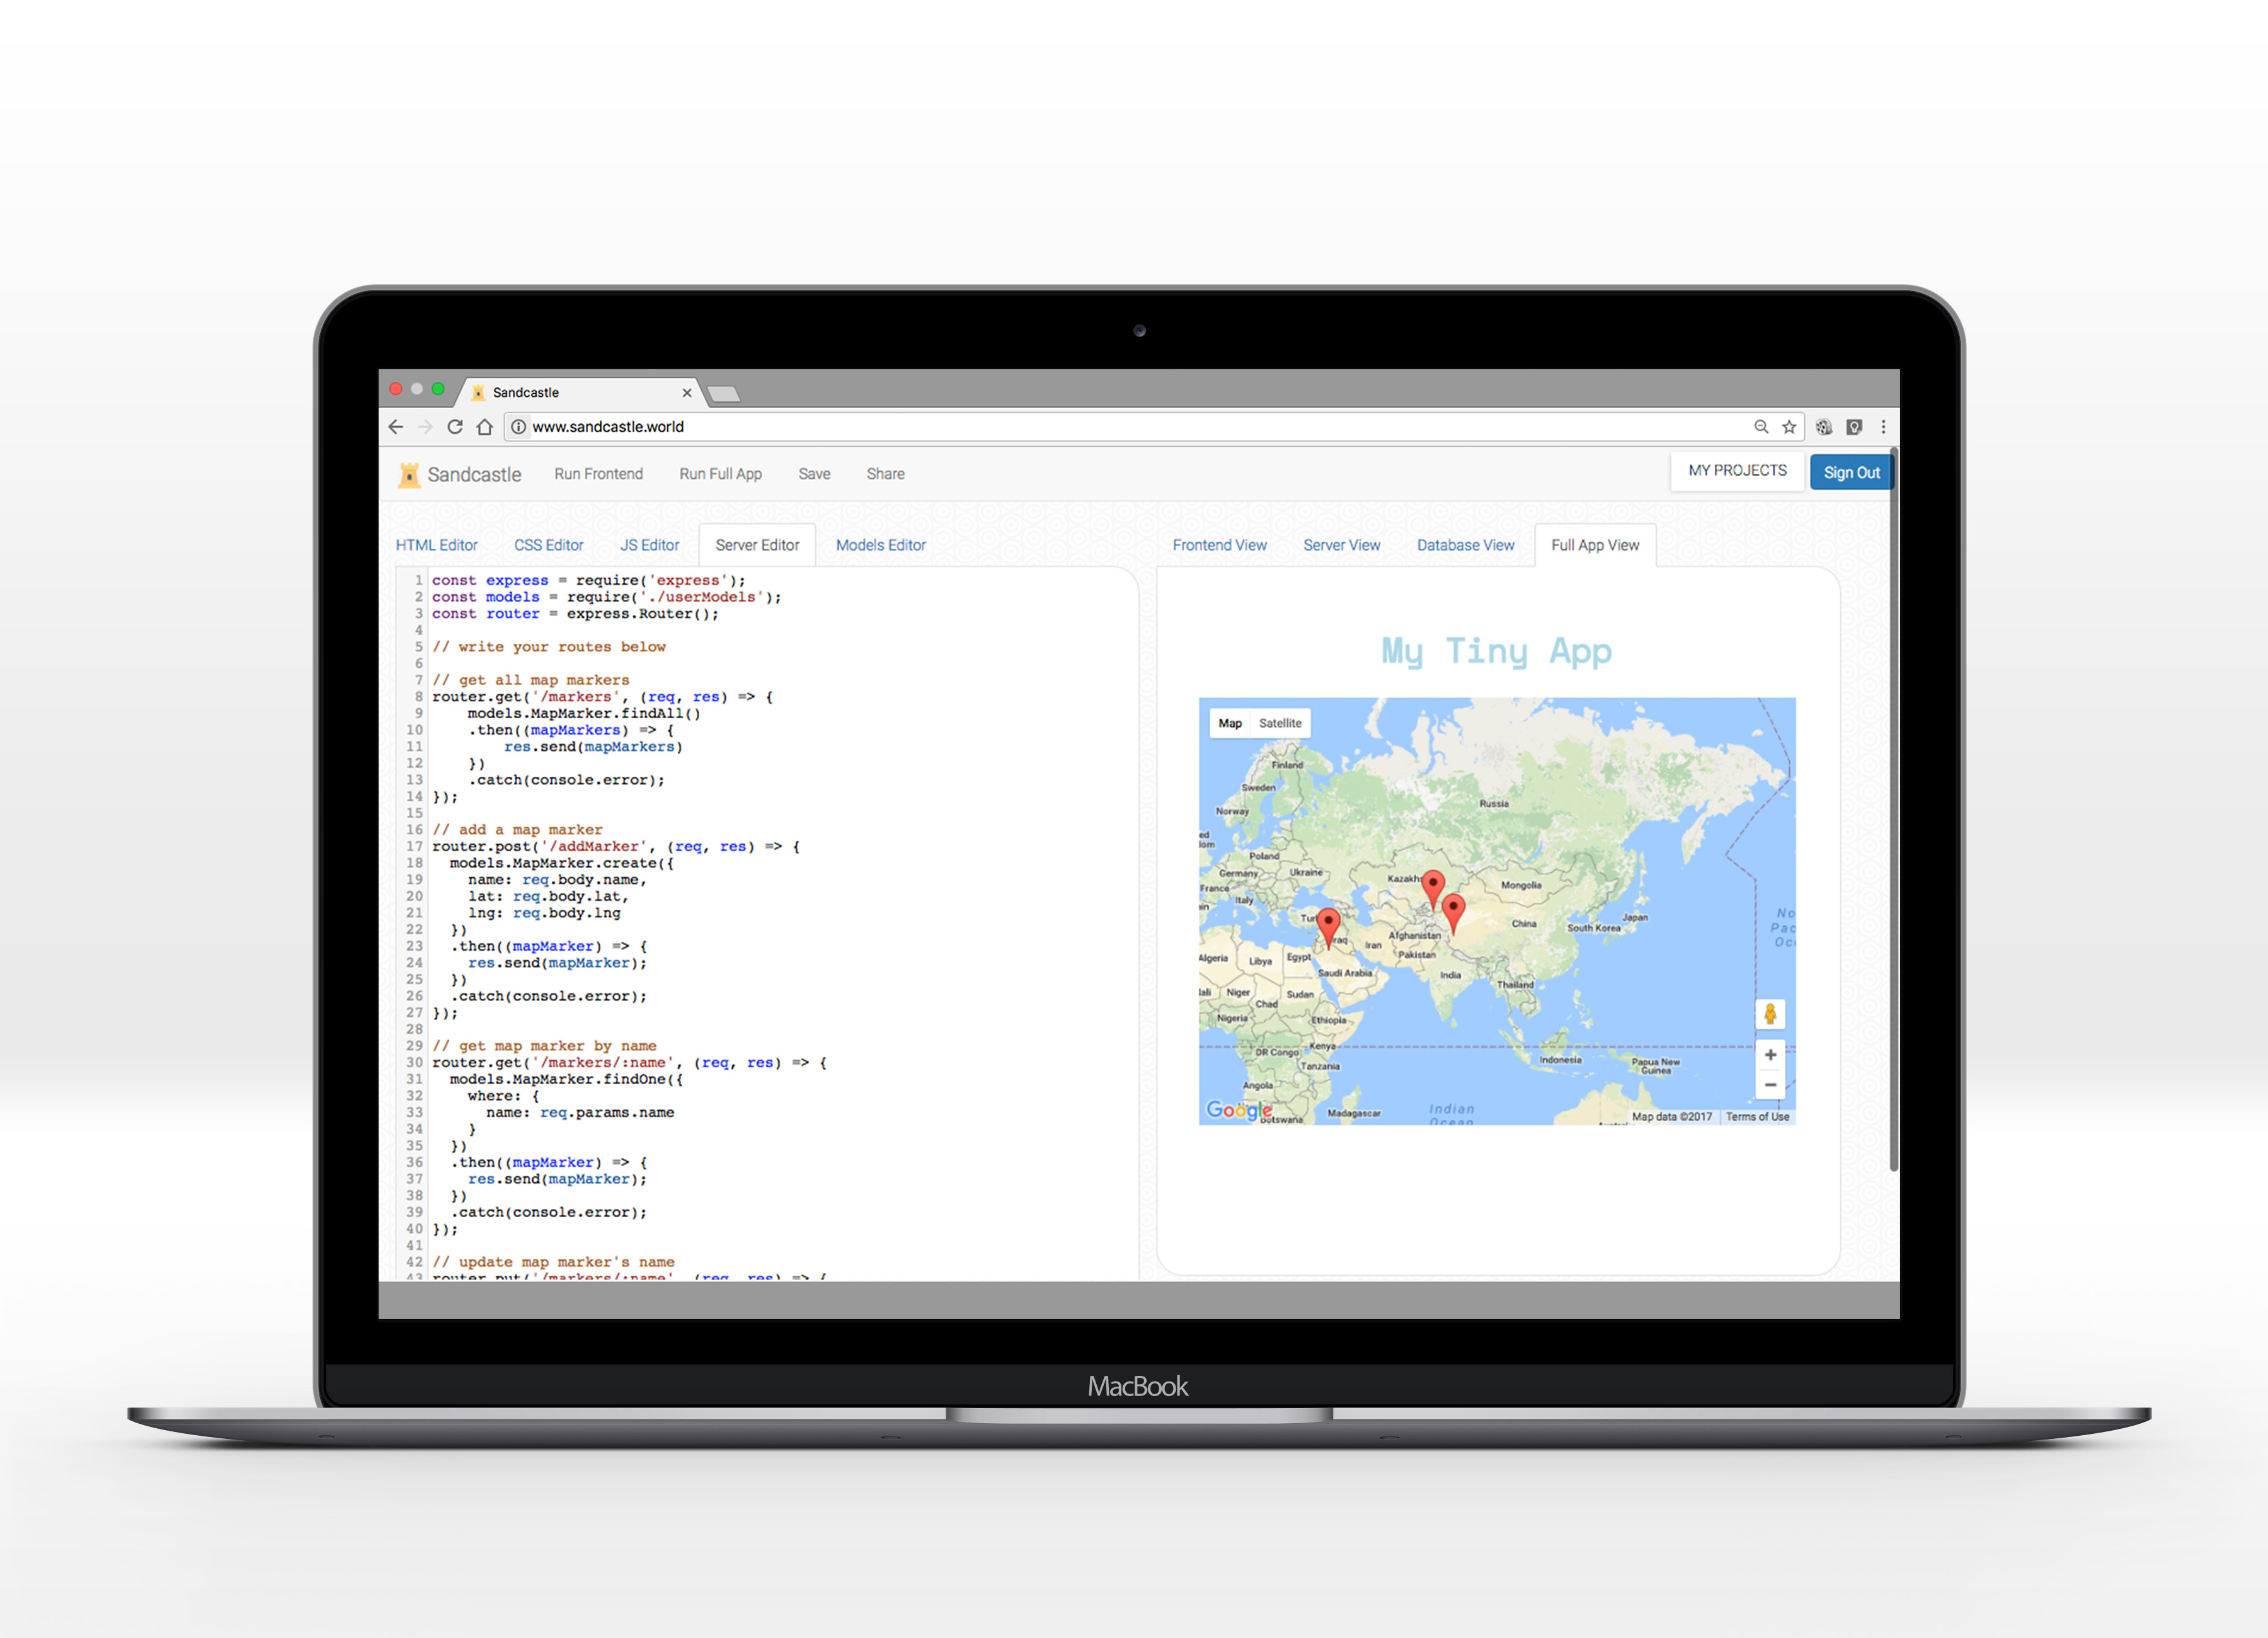 Sandcastle
www.sandcastle.world
Sandcastle Run Frontend Run Full App Save Share MY PROJECTS Sign Out
HTML Editor CSS Editor JS Editor Server Editor Models Editor
1 const express = require('express');
2 const models = require('./userModels');
3 const router = express.Router();
4
5 // write your routes below
6
7 // get all map markers
8 router.get('/markers', (req, res) => {
9     models.MapMarker.findAll()
10     .then((mapMarkers) => {
11         res.send(mapMarkers)
12     })
13     .catch(console.error);
14 });
15
16 // add a map marker
17 router.post('/addMarker', (req, res) => {
18   models.MapMarker.create({
19     name: req.body.name,
20     lat: req.body.lat,
21     lng: req.body.lng
22   })
23   .then((mapMarker) => {
24     res.send(mapMarker);
25   })
26   .catch(console.error);
27 });
28
29 // get map marker by name
30 router.get('/markers/:name', (req, res) => {
31   models.MapMarker.findOne({
32     where: {
33       name: req.params.name
34     }
35   })
36   .then((mapMarker) => {
37     res.send(mapMarker);
38   })
39   .catch(console.error);
40 });
41
42 // update map marker's name
43 router.put('/markers/:name', (req, res) => {
Frontend View Server View Database View Full App View
My Tiny App
Map Satellite
Finland
Sweden
Norway
Russia
Poland
Germany
Ukraine
France
Italy
Kazakh
Mongolia
Tur
China
Japan
South Korea
Iraq
Iran
Afghanistan
Pakistan
No
Pac
Oc
Algeria
Libya
Egypt
Saudi Arabia
India
Thailand
Niger
Chad
Sudan
Nigeria
Ethiopia
DR Congo
Kenya
Tanzania
Indonesia
Papua New
Guinea
Angola
Google
Botswana
Madagascar
Indian
Ocean
Map data ©2017 Terms of Use
MacBook